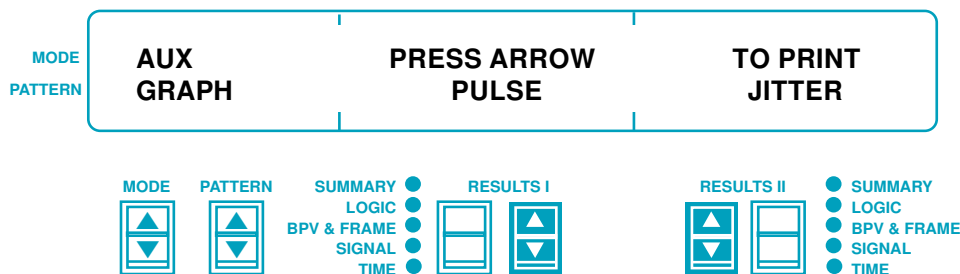 MODE AUX PRESS ARROW TO PRINT
PATTERN GRAPH PULSE JITTER
MODE PATTERN SUMMARY RESULTS I RESULTS II SUMMARY
LOGIC LOGIC
BPV & FRAME BPV & FRAME
SIGNAL SIGNAL
TIME TIME